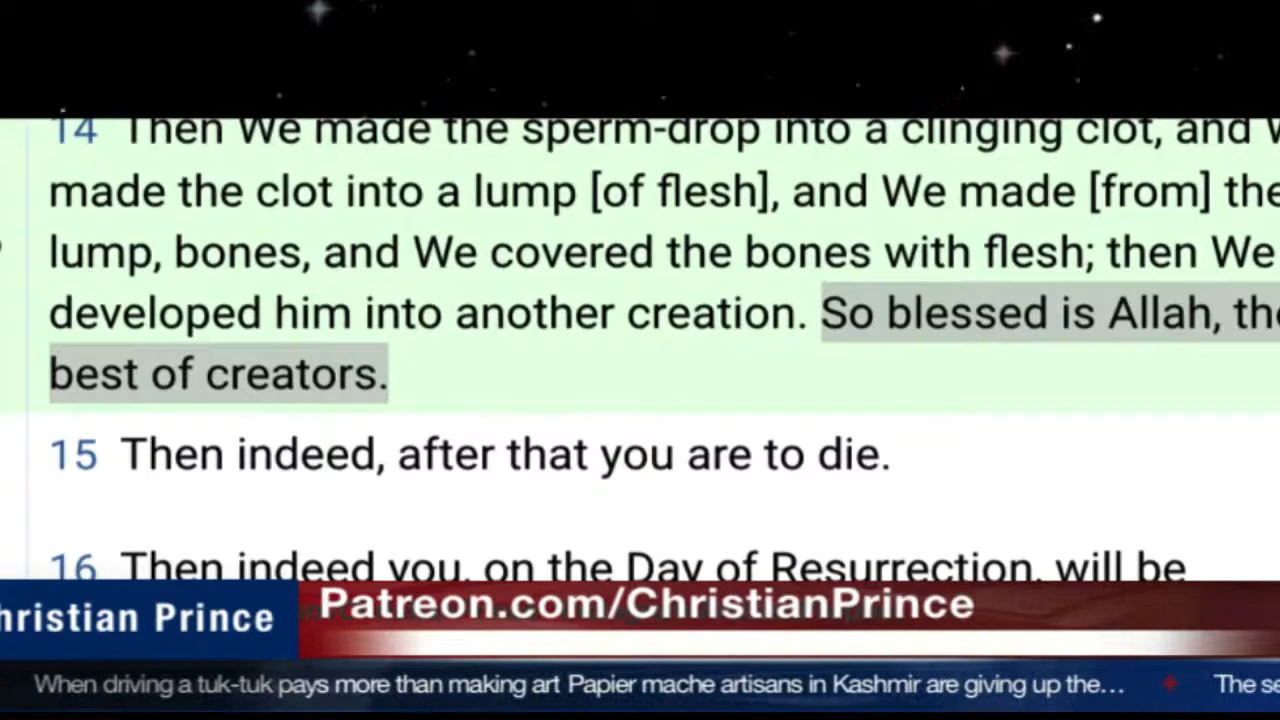 14 Then We made the sperm-drop into a clinging clot, and W
made the clot into a lump [of flesh], and We made [from] the
lump, bones, and We covered the bones with flesh; then We
developed him into another creation. So blessed is Allah, the
best of creators.
15 Then indeed, after that you are to die.
16 Then indeed you, on the Day of Resurrection, will be
hristian Prince
Patreon.com/ChristianPrince
When driving a tuk-tuk pays more than making art Papier mache artisans in Kashmir are giving up the... The se